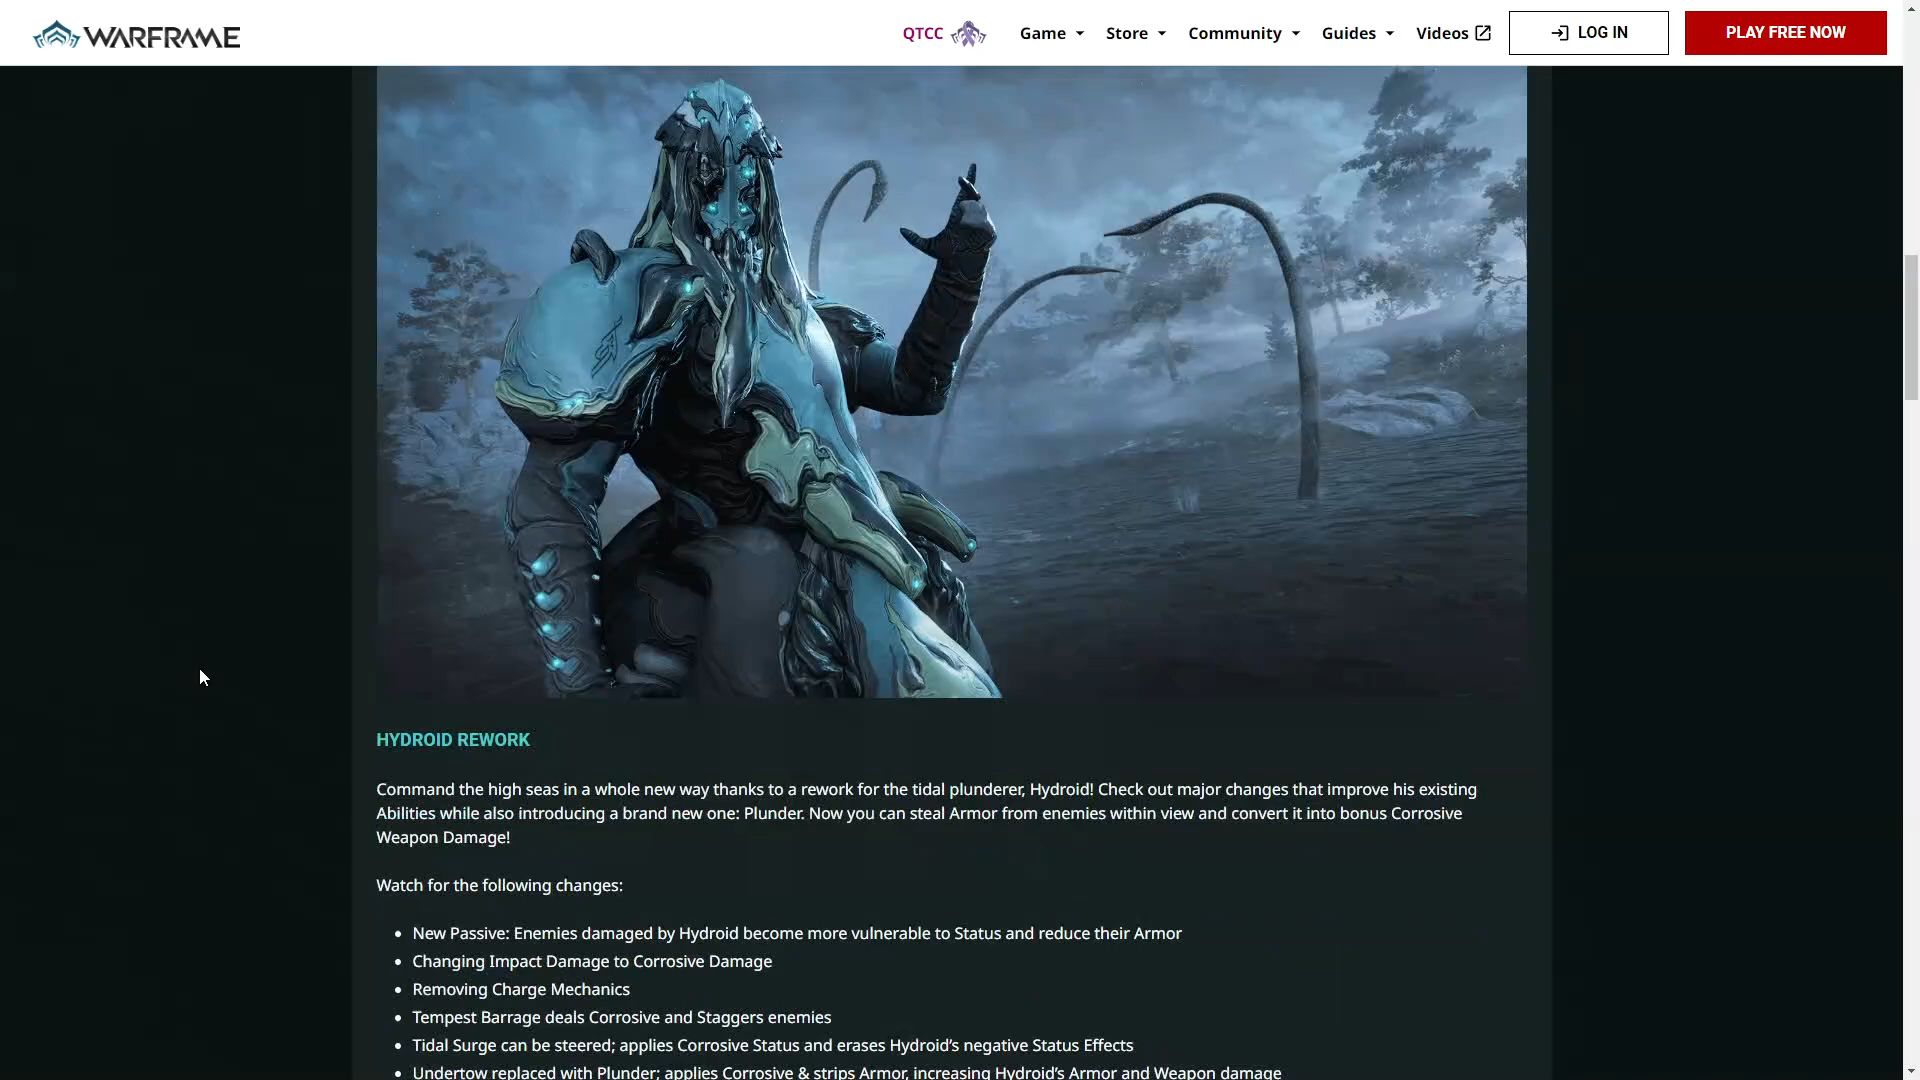 WARFRAME QTCC Game Store Community Guides Videos LOG IN PLAY FREE NOW
HYDROID REWORK
Command the high seas in a whole new way thanks to a rework for the tidal plunderer, Hydroid! Check out major changes that improve his existing
Abilities while also introducing a brand new one: Plunder. Now you can steal Armor from enemies within view and convert it into bonus Corrosive
Weapon Damage!
Watch for the following changes:
• New Passive: Enemies damaged by Hydroid become more vulnerable to Status and reduce their Armor
• Changing Impact Damage to Corrosive Damage
• Removing Charge Mechanics
• Tempest Barrage deals Corrosive and Staggers enemies
• Tidal Surge can be steered; applies Corrosive Status and erases Hydroid’s negative Status Effects
• Undertow replaced with Plunder; applies Corrosive & strips Armor, increasing Hydroid’s Armor and Weapon damage